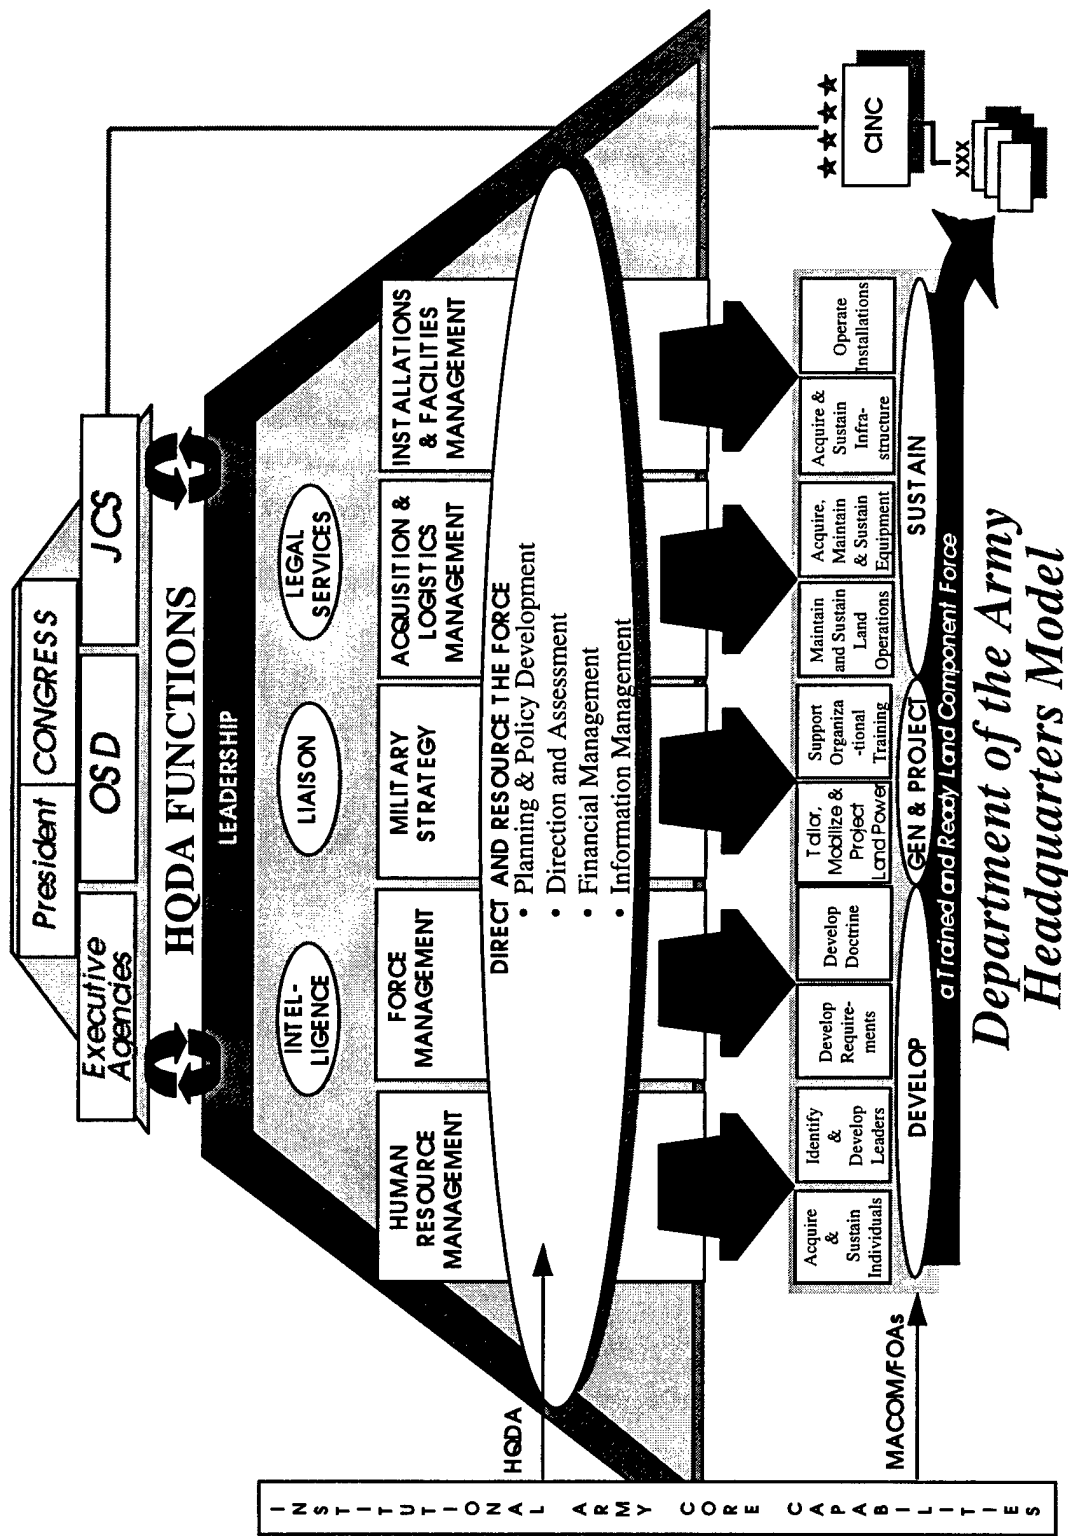 President
CONGRESS
Executive
Agencies
OSD
JCS
HQDA FUNCTIONS
LEADERSHIP
INTEL-
LIGENCE
LIAISON
LEGAL
SERVICES
HUMAN
RESOURCE
MANAGEMENT
FORCE
MANAGEMENT
MILITARY
STRATEGY
ACQUISITION &
LOGISTICS
MANAGEMENT
INSTALLATIONS
& FACILITIES
MANAGEMENT
DIRECT AND RESOURCE THE FORCE
• Planning & Policy Development
• Direction and Assessment
• Financial Management
• Information Management
HQDA
INSTITUTIONAL ARMY CORE CAPABILITIES
MACOM/FOAs
Acquire
&
Sustain
Individuals
Identify
&
Develop
Leaders
Develop
Require-
ments
Develop
Doctrine
Tailor,
Mobilize &
Project
Land Power
Support
Organiza
-tional
Training
Maintain
and Sustain
Land
Operations
Acquire,
Maintain
& Sustain
Equipment
Acquire &
Sustain
Infra-
structure
Operate
Installations
DEVELOP
GEN & PROJECT
SUSTAIN
a Trained and Ready Land Component Force
CINC
XXX
Department of the Army
Headquarters Model